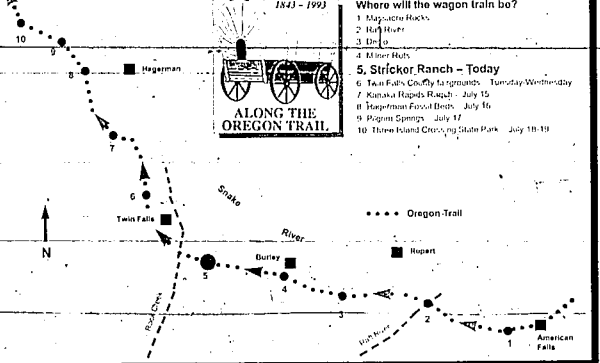 1843 - 1993
ALONG THE
OREGON TRAIL
Where will the wagon train be?
1 Massacre Rocks
2 Raft River
3 Declo
4 Milner Ruts
5, Stricker Ranch – Today
6 Twin Falls County fairgrounds - Tuesday-Wednesday
7 Kanaka Rapids Ranch - July 15
8 Hagerman Fossil Beds - July 16
9 Pilgrim Springs - July 17
10 Three Island Crossing State Park - July 18-19
10
9
8
Hagerman
7
6
Twin Falls
Snake
River
Oregon Trail
N
5
Burley
4
Rupert
3
2
1
American
Falls
Rock Creek
Raft River